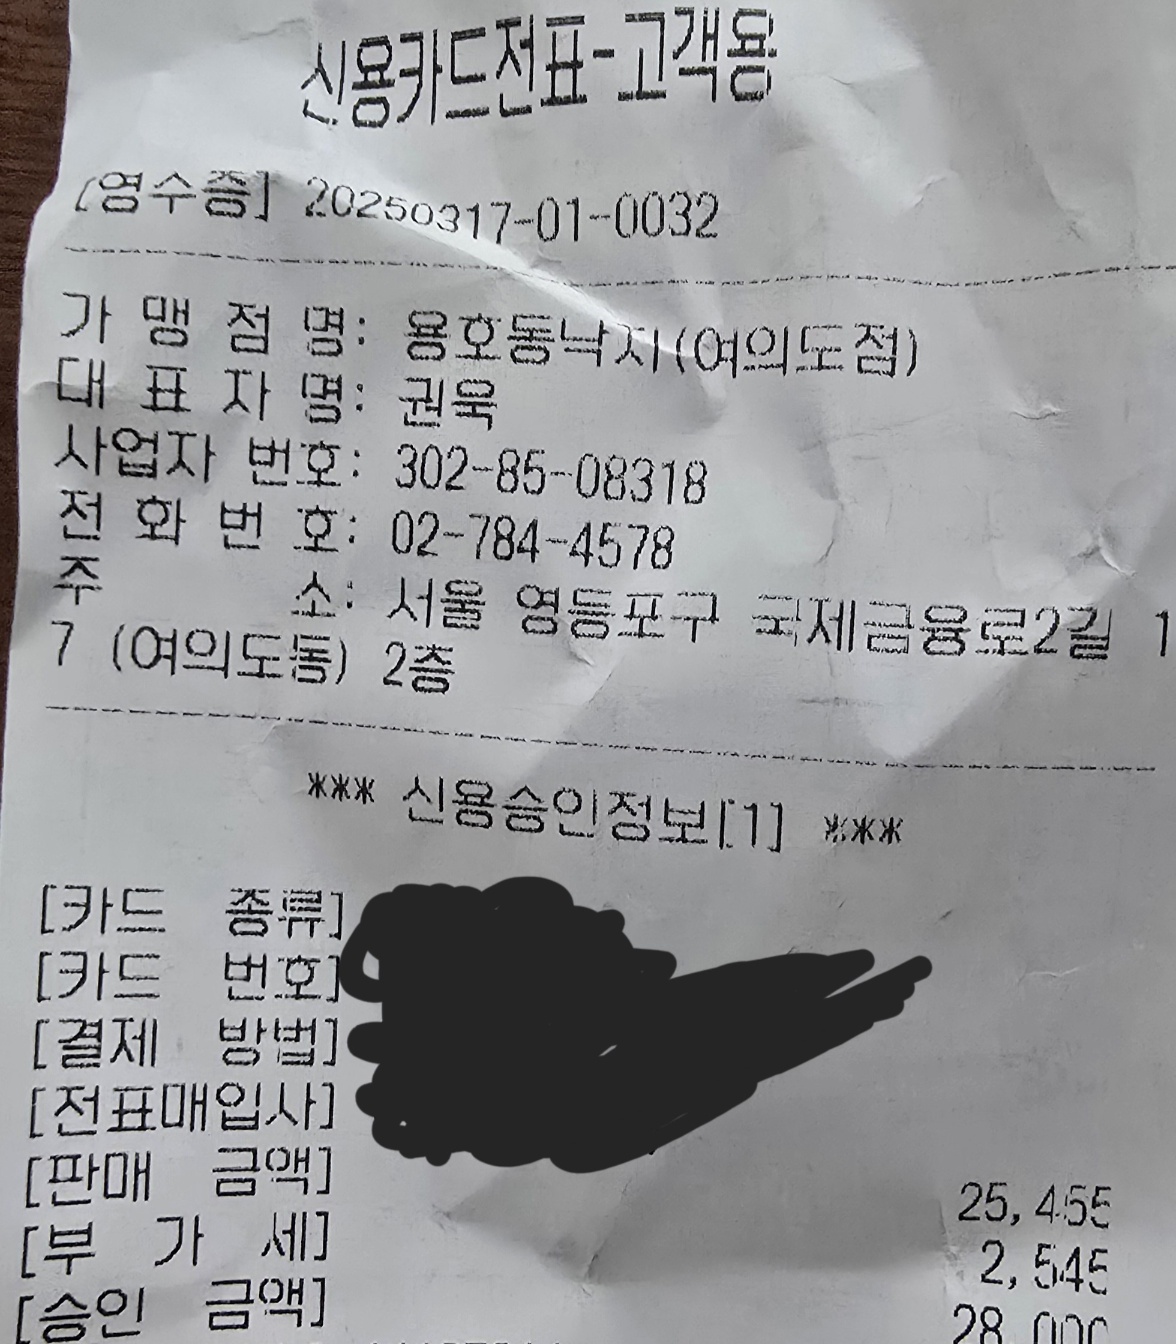 신용카드전표-고객용
[영수증] 20250317-01-0032
가 맹 점 명: 용호동낙지(여의도점)
대 표 자 명: 권욱
사업자 번호: 302-85-08318
전 화 번 호: 02-784-4578
주 소: 서울 영등포구 국제금융로2길 1
7 (여의도동) 2층
*** 신용승인정보[1] ***
[카드 종류]
[카드 번호]
[결제 방법]
[전표매입사]
[판매 금액] 25,455
[부 가 세] 2,545
[승인 금액] 28,000